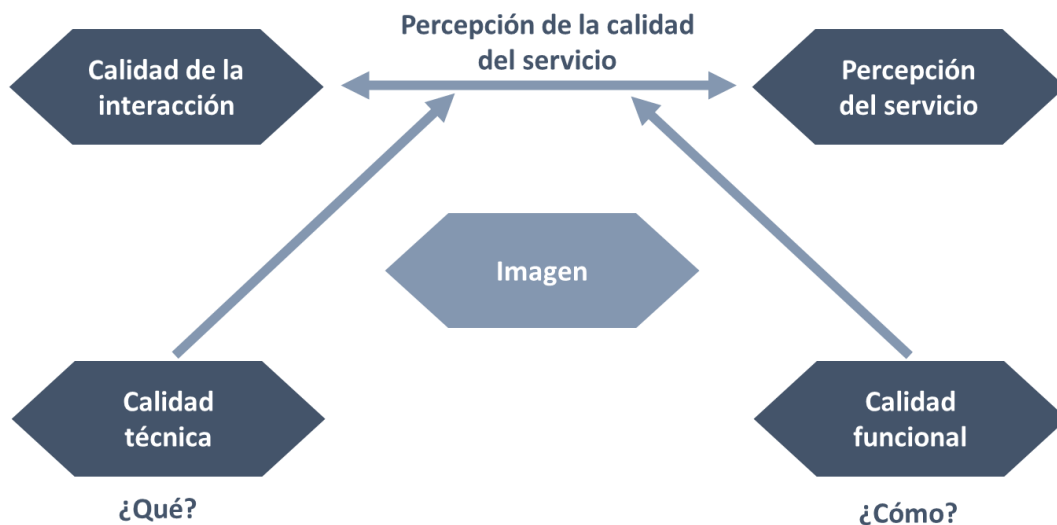 Percepción de la calidad
del servicio
Calidad de la
interacción
Percepción
del servicio
Imagen
Calidad
técnica
Calidad
funcional
¿Qué?
¿Cómo?